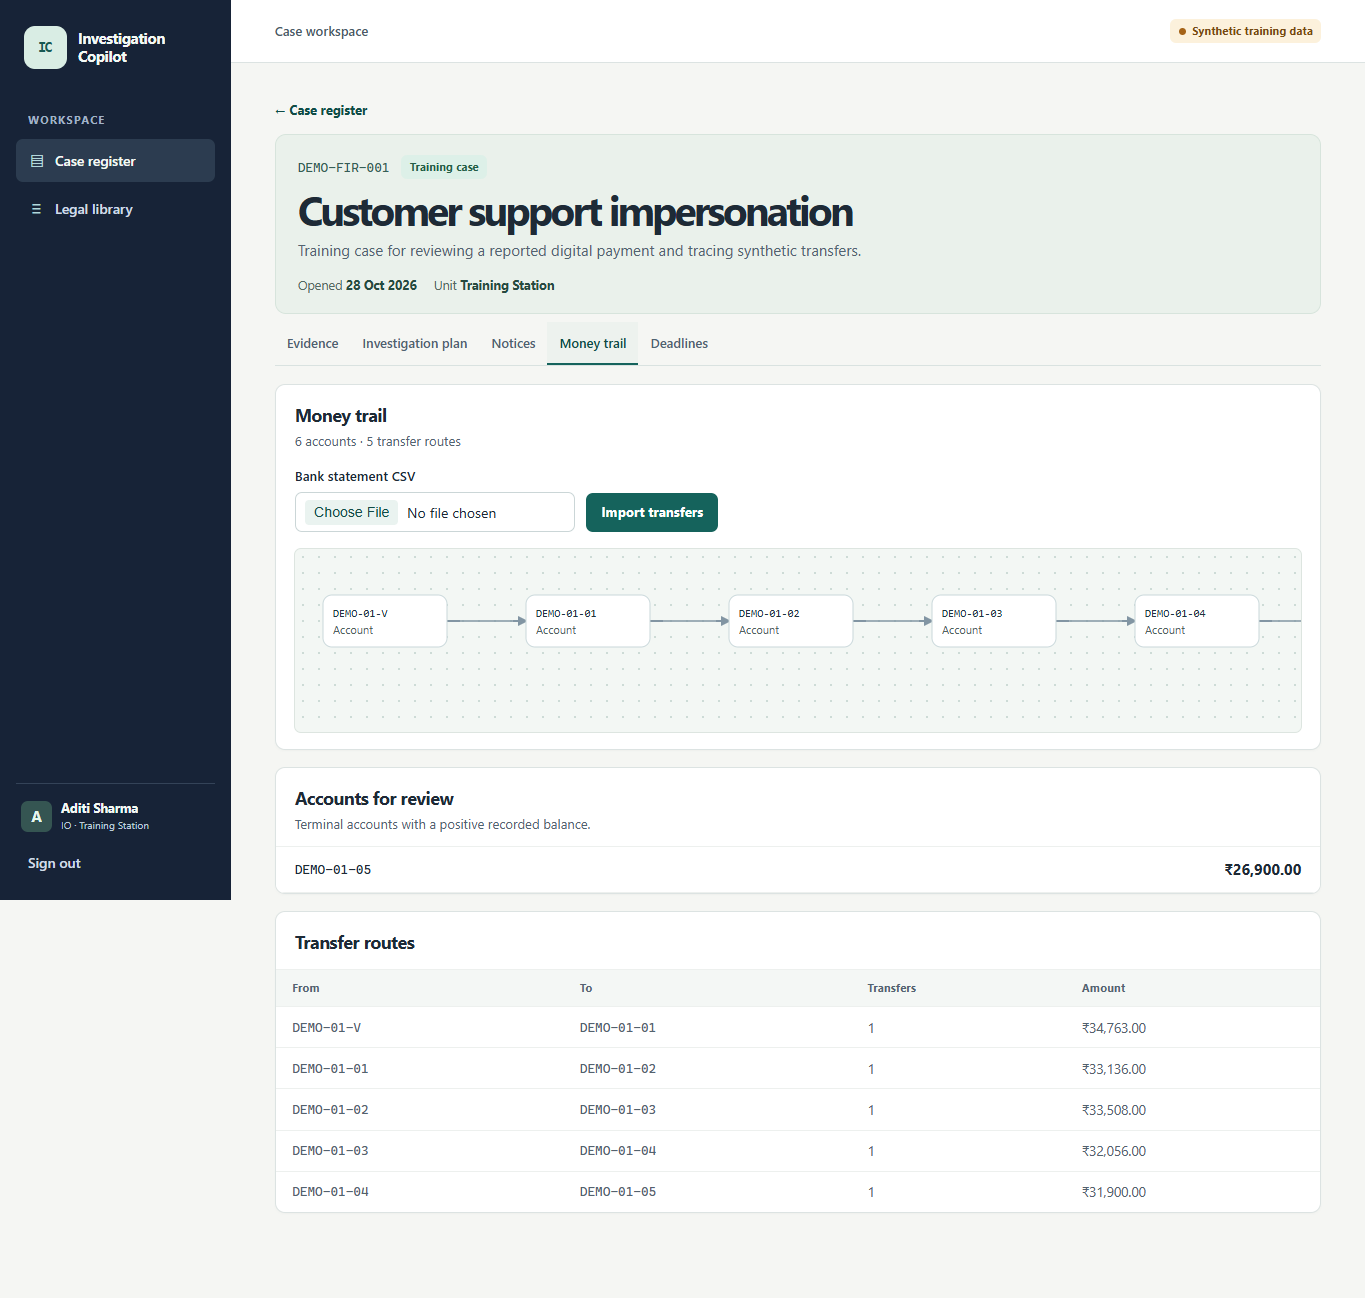 IC
Investigation
Copilot
WORKSPACE
Case register
Legal library
A
Aditi Sharma
IO · Training Station
Sign out
Case workspace
Synthetic training data
← Case register
DEMO-FIR-001 Training case
Customer support impersonation
Training case for reviewing a reported digital payment and tracing synthetic transfers.
Opened 28 Oct 2026 Unit Training Station
Evidence Investigation plan Notices Money trail Deadlines
Money trail
6 accounts · 5 transfer routes
Bank statement CSV
Choose File No file chosen Import transfers
DEMO-01-V DEMO-01-01 DEMO-01-02 DEMO-01-03 DEMO-01-04
Account Account Account Account Account
Accounts for review
Terminal accounts with a positive recorded balance.
DEMO-01-05 ₹26,900.00
Transfer routes
From To Transfers Amount
DEMO-01-V DEMO-01-01 1 ₹34,763.00
DEMO-01-01 DEMO-01-02 1 ₹33,136.00
DEMO-01-02 DEMO-01-03 1 ₹33,508.00
DEMO-01-03 DEMO-01-04 1 ₹32,056.00
DEMO-01-04 DEMO-01-05 1 ₹31,900.00